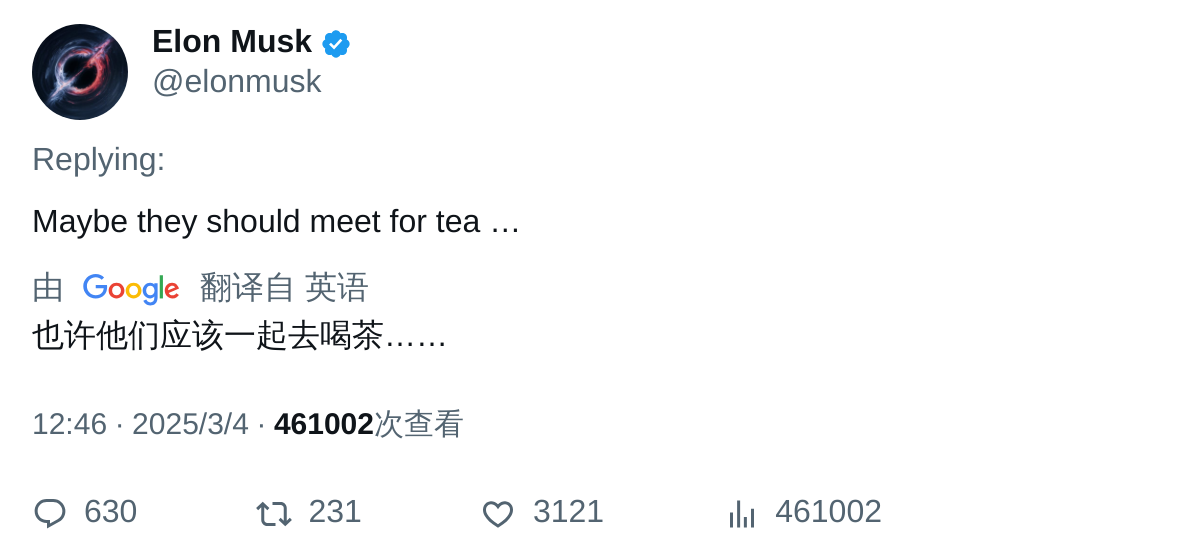 Elon Musk
@elonmusk
Replying:
Maybe they should meet for tea …
由 Google 翻译自 英语
也许他们应该一起去喝茶……
12:46 · 2025/3/4 · 461002次查看
630 231 3121 461002